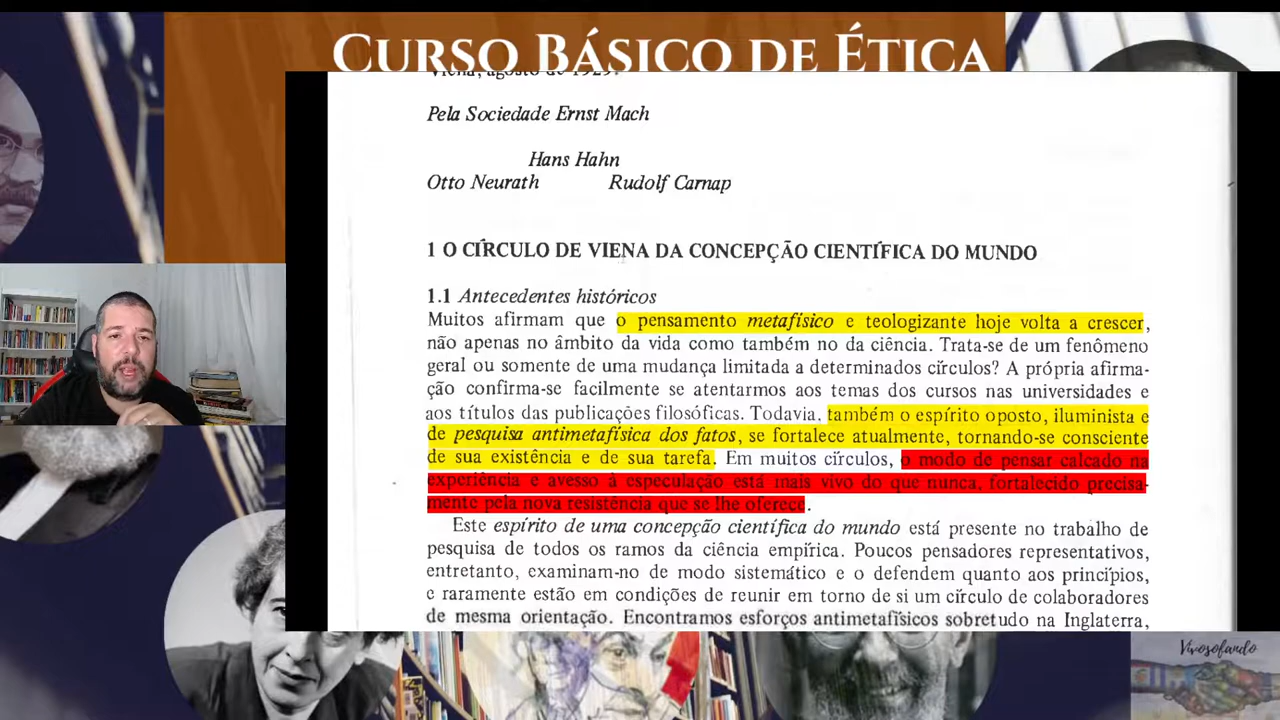 CURSO BÁSICO DE ÉTICA
Viena, agosto de 1929.
Pela Sociedade Ernst Mach
Hans Hahn
Otto Neurath Rudolf Carnap
1 O CÍRCULO DE VIENA DA CONCEPÇÃO CIENTÍFICA DO MUNDO
1.1 Antecedentes históricos
Muitos afirmam que o pensamento metafísico e teologizante hoje volta a crescer,
não apenas no âmbito da vida como também no da ciência. Trata-se de um fenômeno
geral ou somente de uma mudança limitada a determinados círculos? A própria afirma-
ção confirma-se facilmente se atentarmos aos temas dos cursos nas universidades e
aos títulos das publicações filosóficas. Todavia, também o espírito oposto, iluminista e
de pesquisa antimetafísica dos fatos, se fortalece atualmente, tornando-se consciente
de sua existência e de sua tarefa. Em muitos círculos, o modo de pensar calcado na
experiência e avesso à especulação está mais vivo do que nunca, fortalecido precisa-
mente pela nova resistência que se lhe oferece.
Este espírito de uma concepção científica do mundo está presente no trabalho de
pesquisa de todos os ramos da ciência empírica. Poucos pensadores representativos,
entretanto, examinam-no de modo sistemático e o defendem quanto aos princípios,
e raramente estão em condições de reunir em torno de si um círculo de colaboradores
de mesma orientação. Encontramos esforços antimetafísicos sobretudo na Inglaterra,
Vivosofando